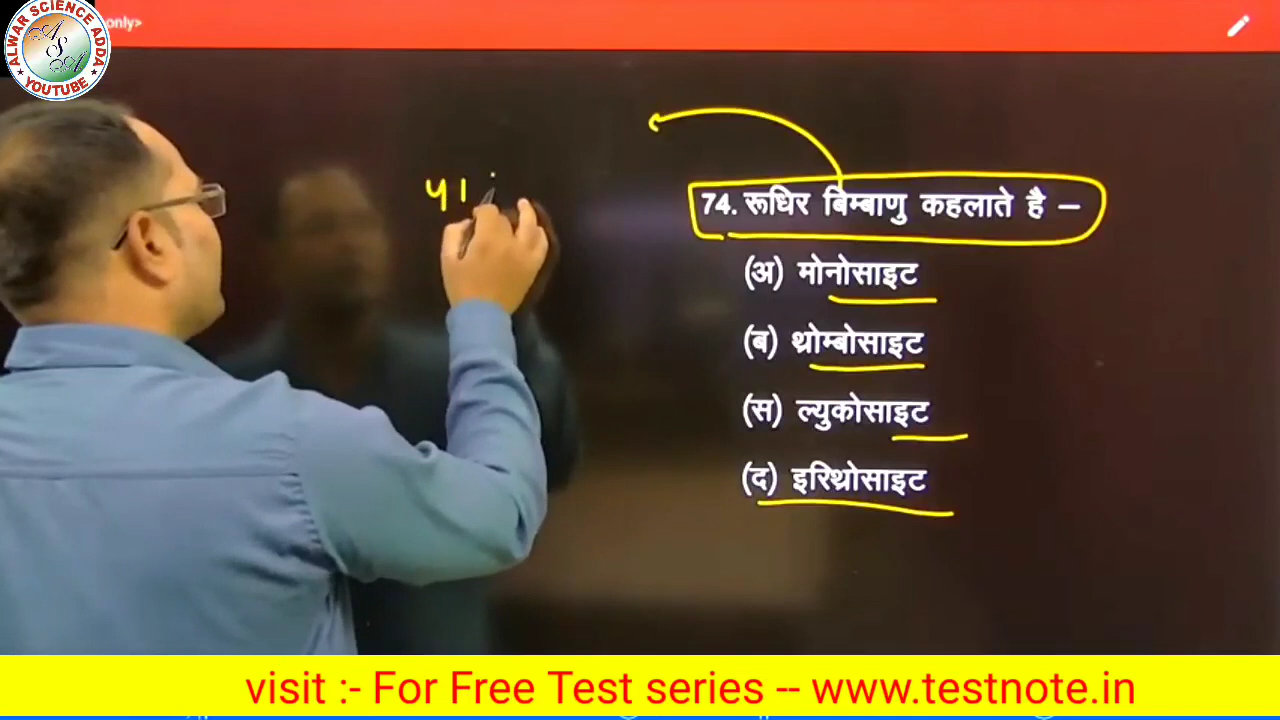 ALWAR SCIENCE ADDA
ASA
YOUTUBE
only>
74. रूधिर बिम्बाणु कहलाते है –
(अ) मोनोसाइट
(ब) थ्रोम्बोसाइट
(स) ल्युकोसाइट
(द) इरिथ्रोसाइट
visit :- For Free Test series -- www.testnote.in